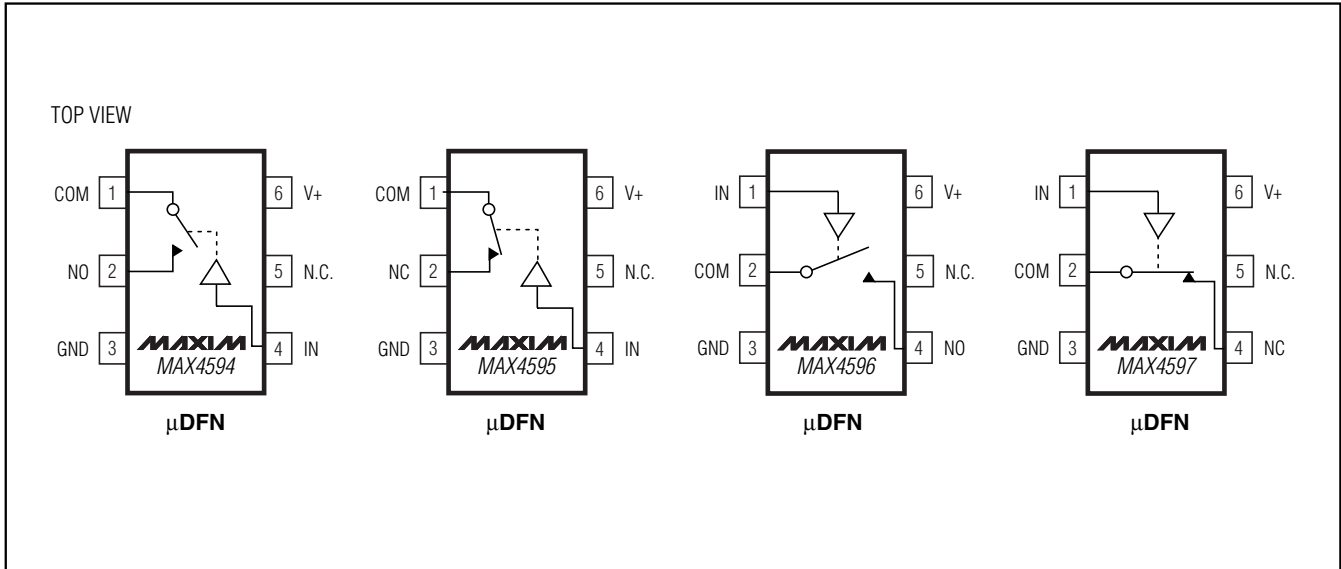 TOP VIEW
COM 1 6 V+
NO 2 5 N.C.
GND 3 4 IN
MAXIM
MAX4594
µDFN
COM 1 6 V+
NC 2 5 N.C.
GND 3 4 IN
MAXIM
MAX4595
µDFN
IN 1 6 V+
COM 2 5 N.C.
GND 3 4 NO
MAXIM
MAX4596
µDFN
IN 1 6 V+
COM 2 5 N.C.
GND 3 4 NC
MAXIM
MAX4597
µDFN